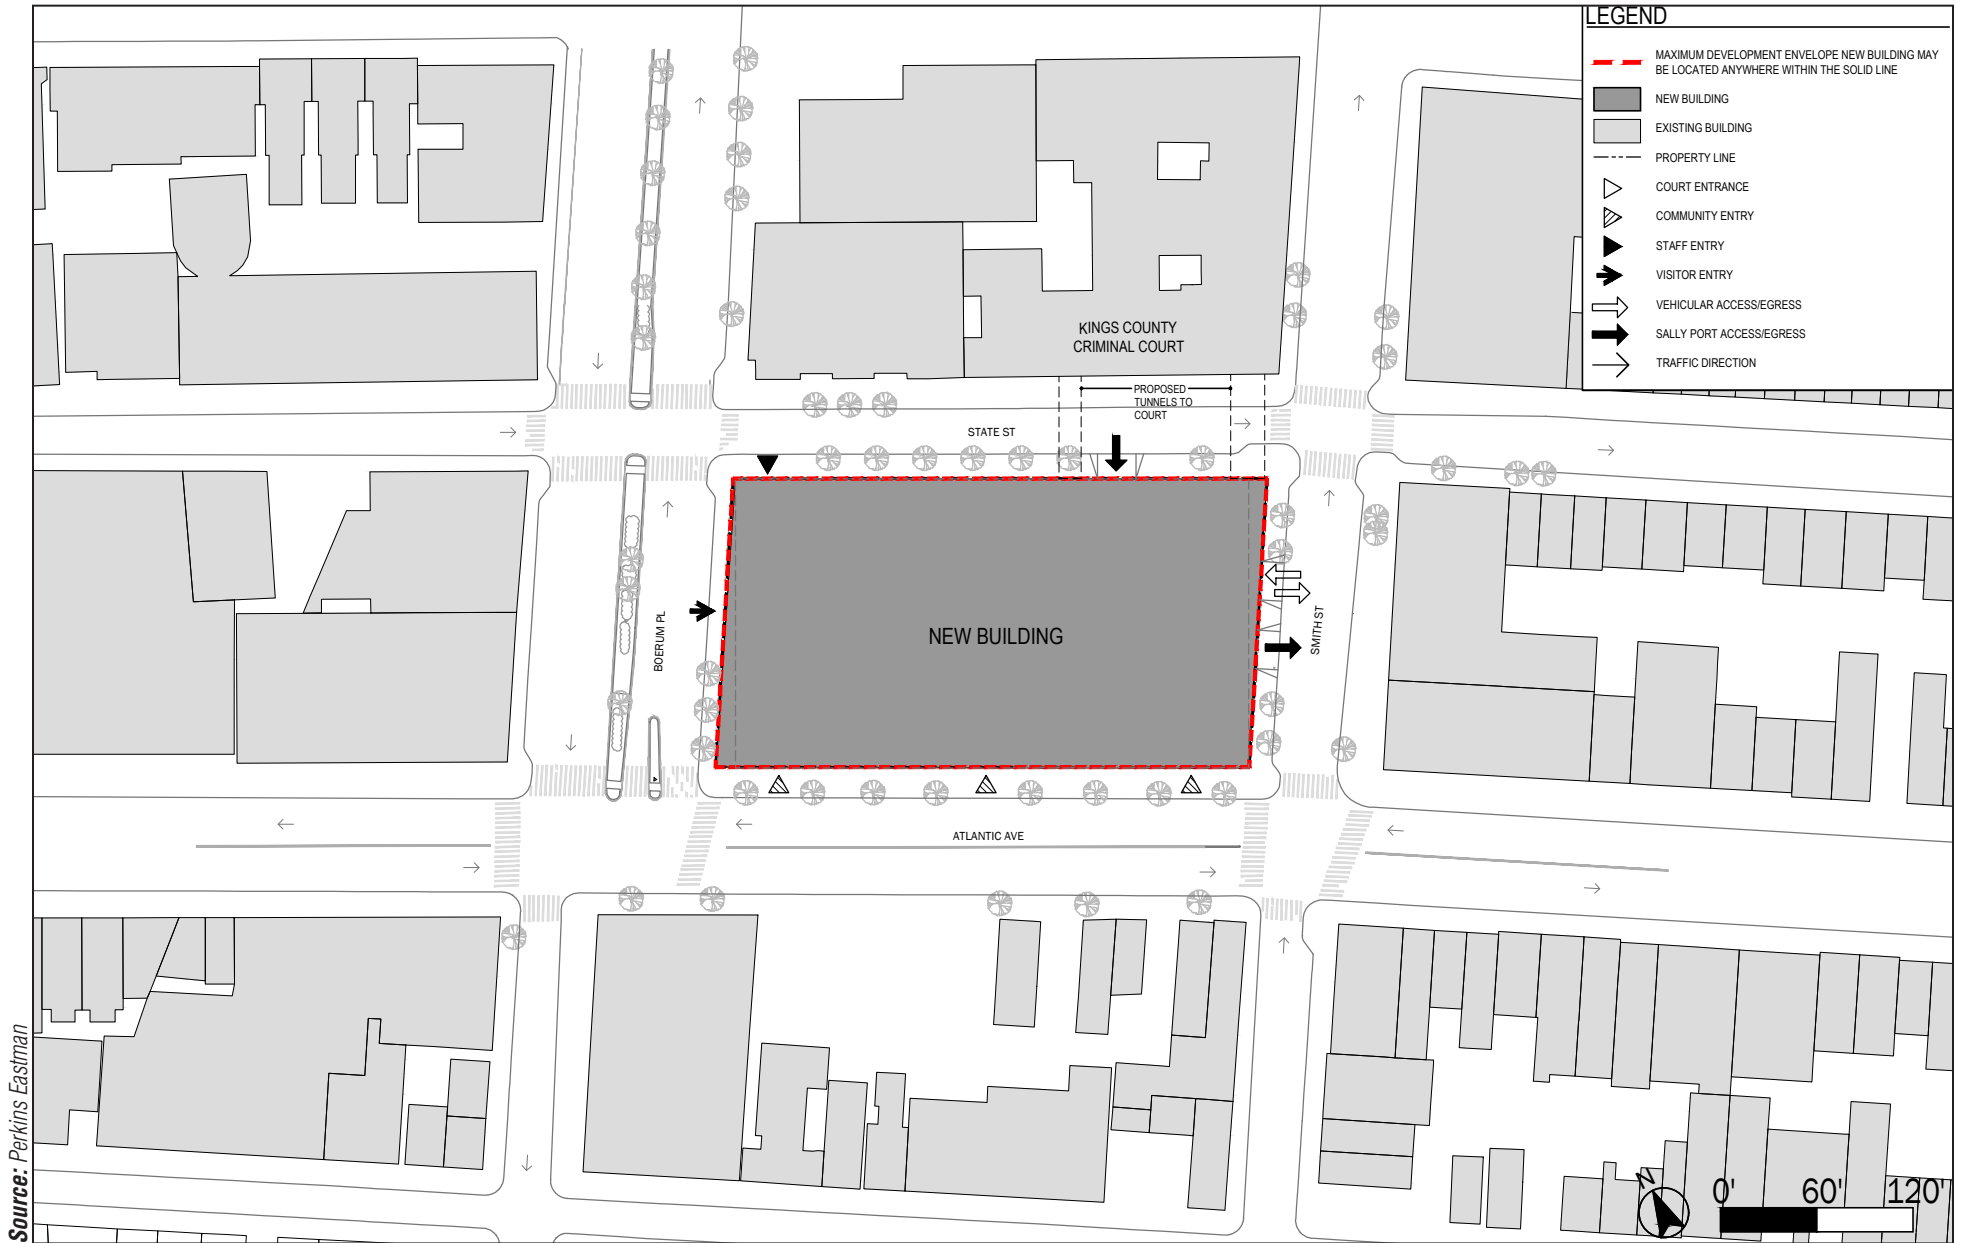 LEGEND
MAXIMUM DEVELOPMENT ENVELOPE NEW BUILDING MAY
BE LOCATED ANYWHERE WITHIN THE SOLID LINE
NEW BUILDING
EXISTING BUILDING
PROPERTY LINE
COURT ENTRANCE
COMMUNITY ENTRY
STAFF ENTRY
VISITOR ENTRY
VEHICULAR ACCESS/EGRESS
SALLY PORT ACCESS/EGRESS
TRAFFIC DIRECTION
KINGS COUNTY
CRIMINAL COURT
PROPOSED
TUNNELS TO
COURT
STATE ST
NEW BUILDING
BOERUM PL
SMITH ST
ATLANTIC AVE
Source: Perkins Eastman
N
0' 60' 120'